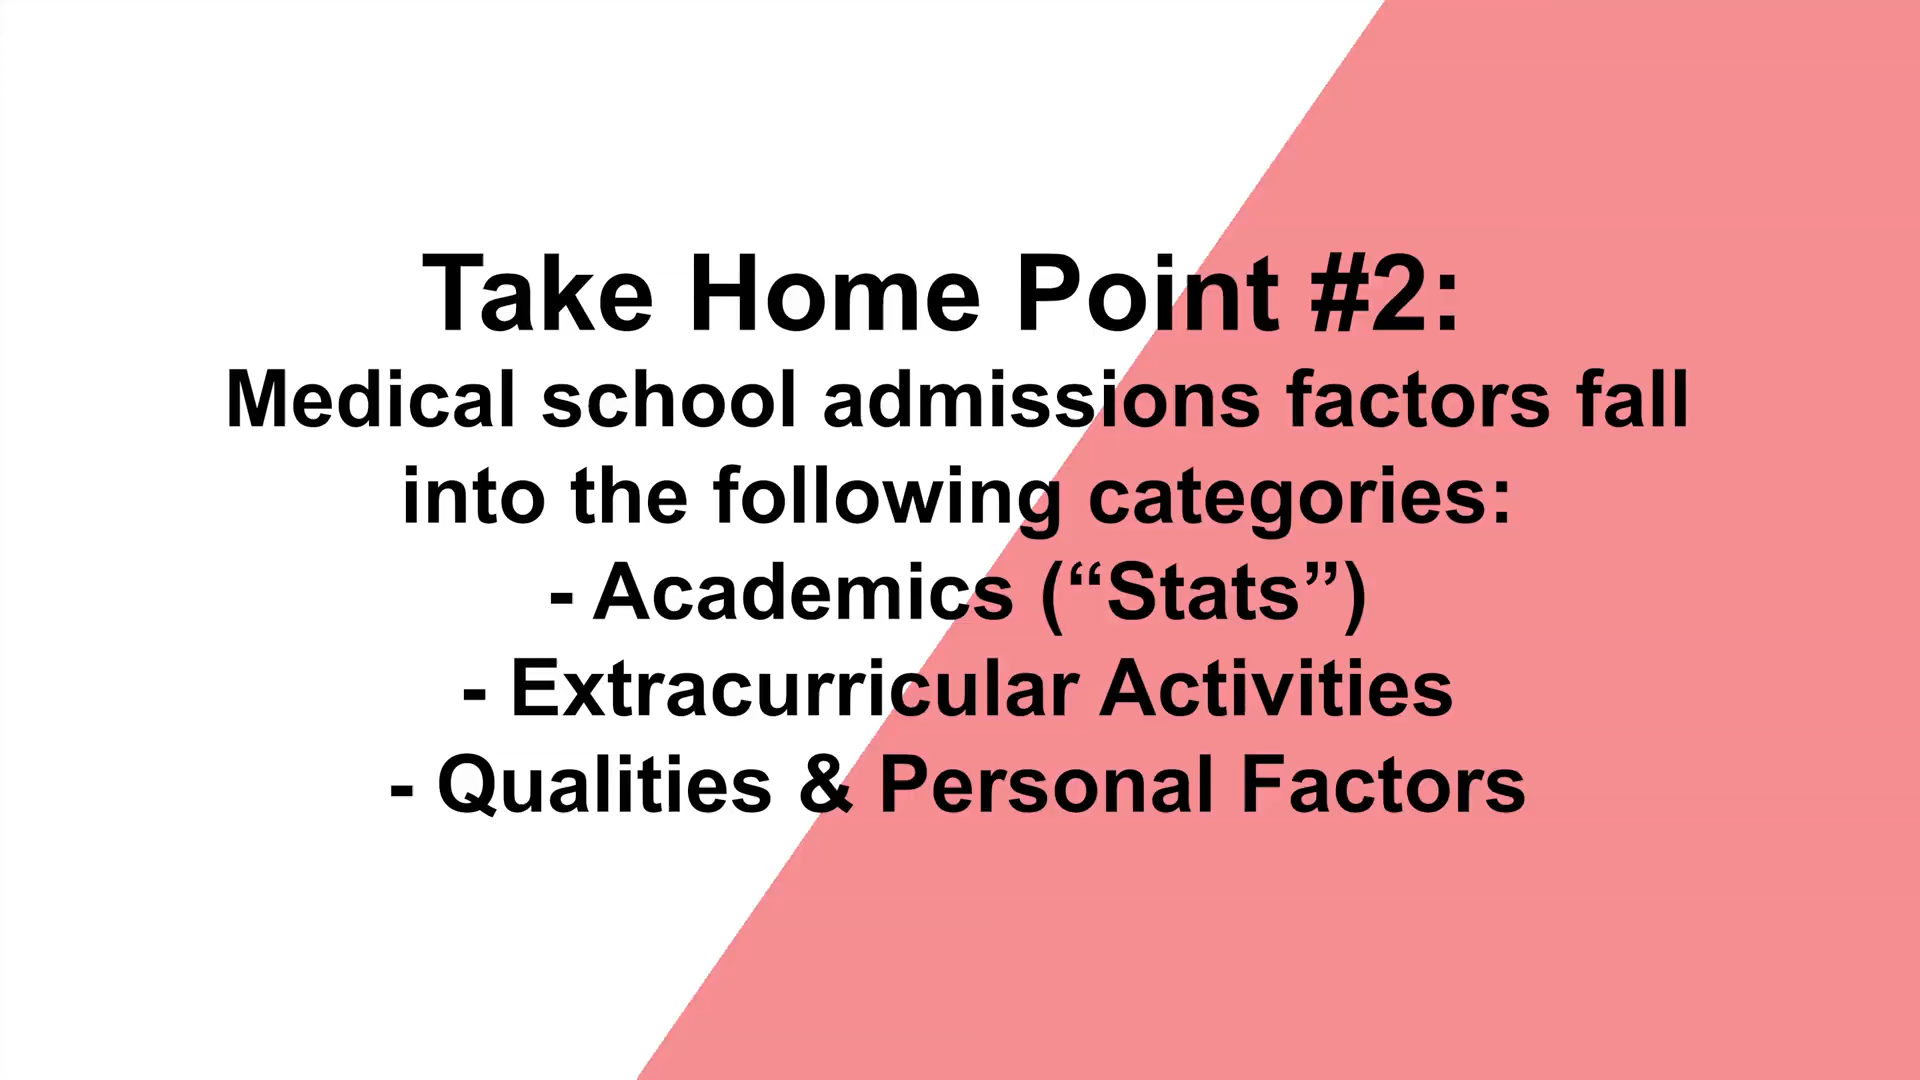 Take Home Point #2:
Medical school admissions factors fall
into the following categories:
- Academics (“Stats”)
- Extracurricular Activities
- Qualities & Personal Factors